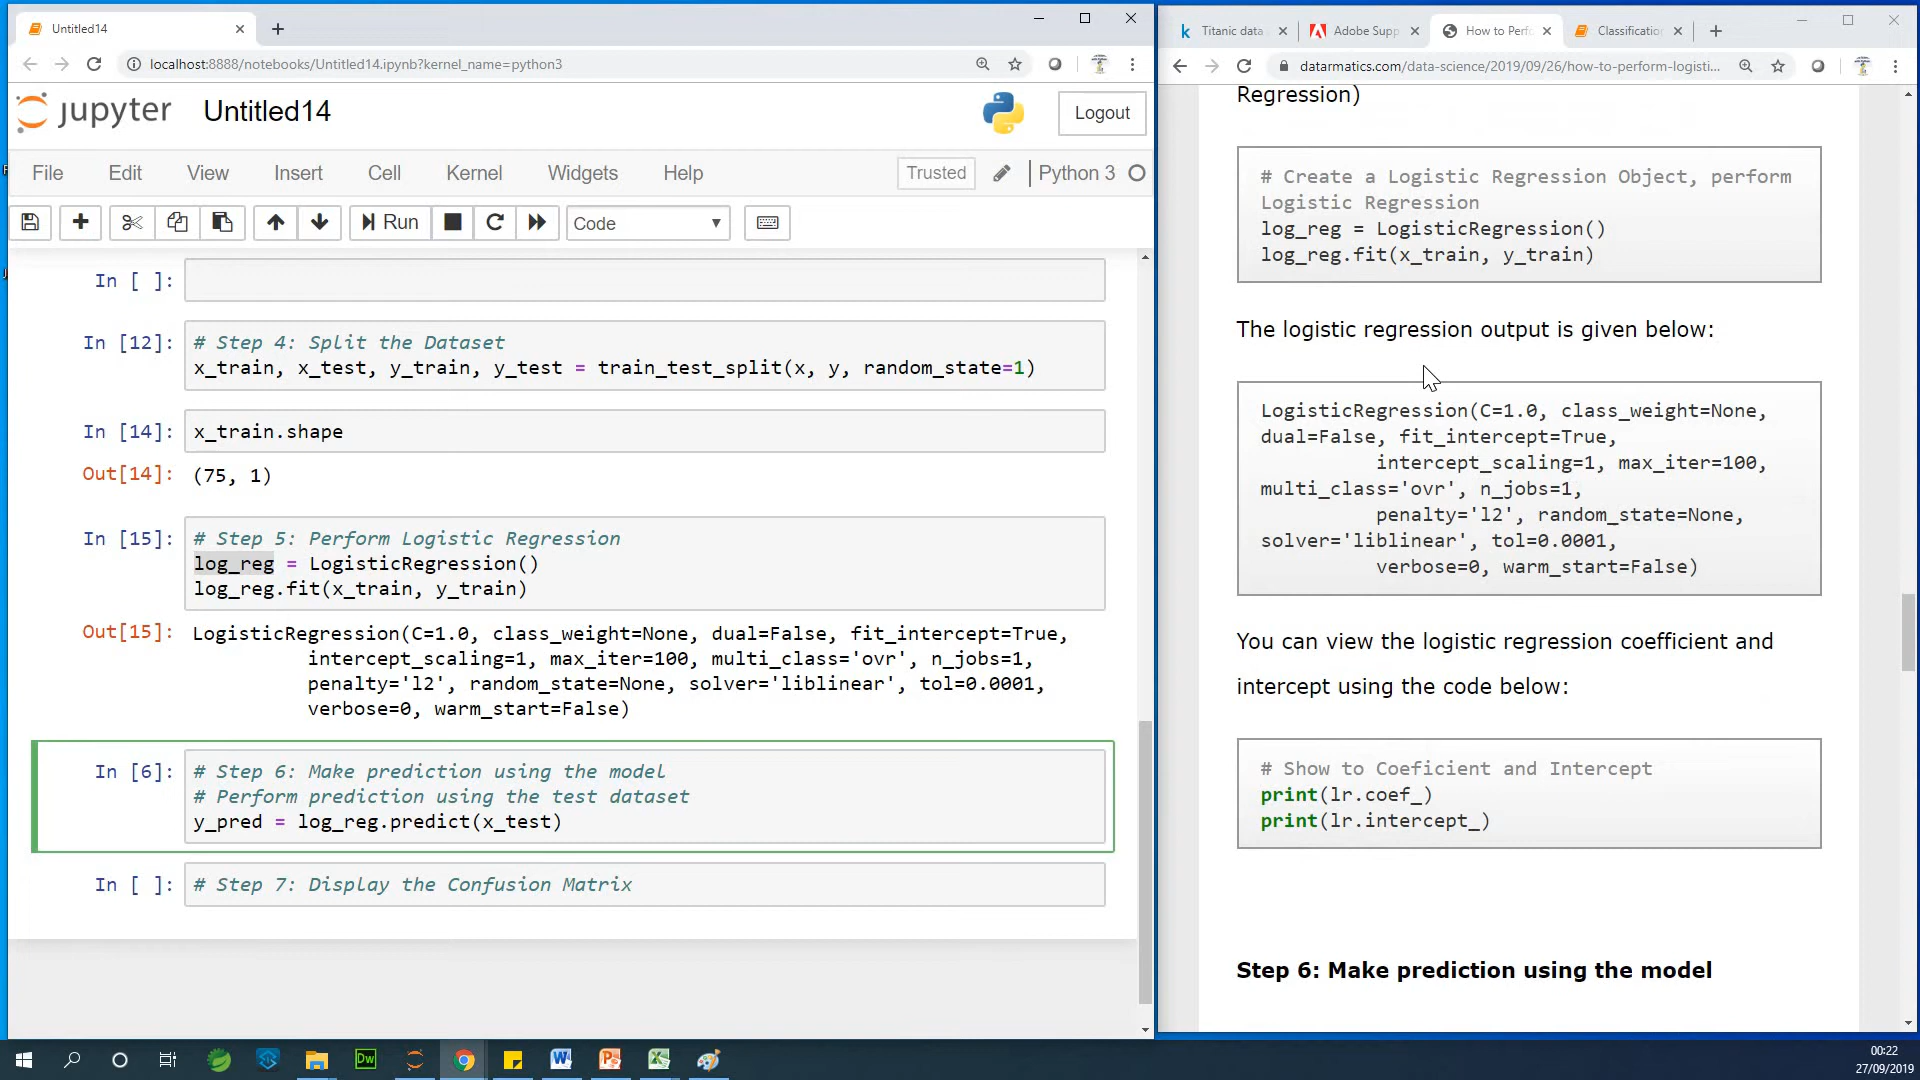 Untitled14
localhost:8888/notebooks/Untitled14.ipynb?kernel_name=python3
jupyter Untitled14
Logout
File Edit View Insert Cell Kernel Widgets Help
Trusted
Python 3
Run
Code
In [ ]:
In [12]:
# Step 4: Split the Dataset
x_train, x_test, y_train, y_test = train_test_split(x, y, random_state=1)
In [14]:
x_train.shape
Out[14]:
(75, 1)
In [15]:
# Step 5: Perform Logistic Regression
log_reg = LogisticRegression()
log_reg.fit(x_train, y_train)
Out[15]:
LogisticRegression(C=1.0, class_weight=None, dual=False, fit_intercept=True,
intercept_scaling=1, max_iter=100, multi_class='ovr', n_jobs=1,
penalty='l2', random_state=None, solver='liblinear', tol=0.0001,
verbose=0, warm_start=False)
In [6]:
# Step 6: Make prediction using the model
# Perform prediction using the test dataset
y_pred = log_reg.predict(x_test)
In [ ]:
# Step 7: Display the Confusion Matrix
Titanic data
Adobe Supp
How to Perf
Classification
datarmatics.com/data-science/2019/09/26/how-to-perform-logisti...
Regression)
# Create a Logistic Regression Object, perform
Logistic Regression
log_reg = LogisticRegression()
log_reg.fit(x_train, y_train)
The logistic regression output is given below:
LogisticRegression(C=1.0, class_weight=None,
dual=False, fit_intercept=True,
intercept_scaling=1, max_iter=100,
multi_class='ovr', n_jobs=1,
penalty='l2', random_state=None,
solver='liblinear', tol=0.0001,
verbose=0, warm_start=False)
You can view the logistic regression coefficient and
intercept using the code below:
# Show to Coeficient and Intercept
print(lr.coef_)
print(lr.intercept_)
Step 6: Make prediction using the model
Dw
00:22
27/09/2019